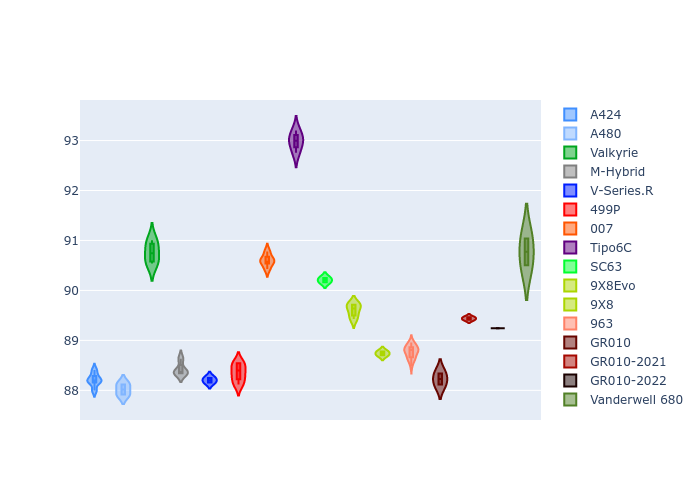 93
92
91
90
89
88
A424
A480
Valkyrie
M-Hybrid
V-Series.R
499P
007
Tipo6C
SC63
9X8Evo
9X8
963
GR010
GR010-2021
GR010-2022
Vanderwell 680